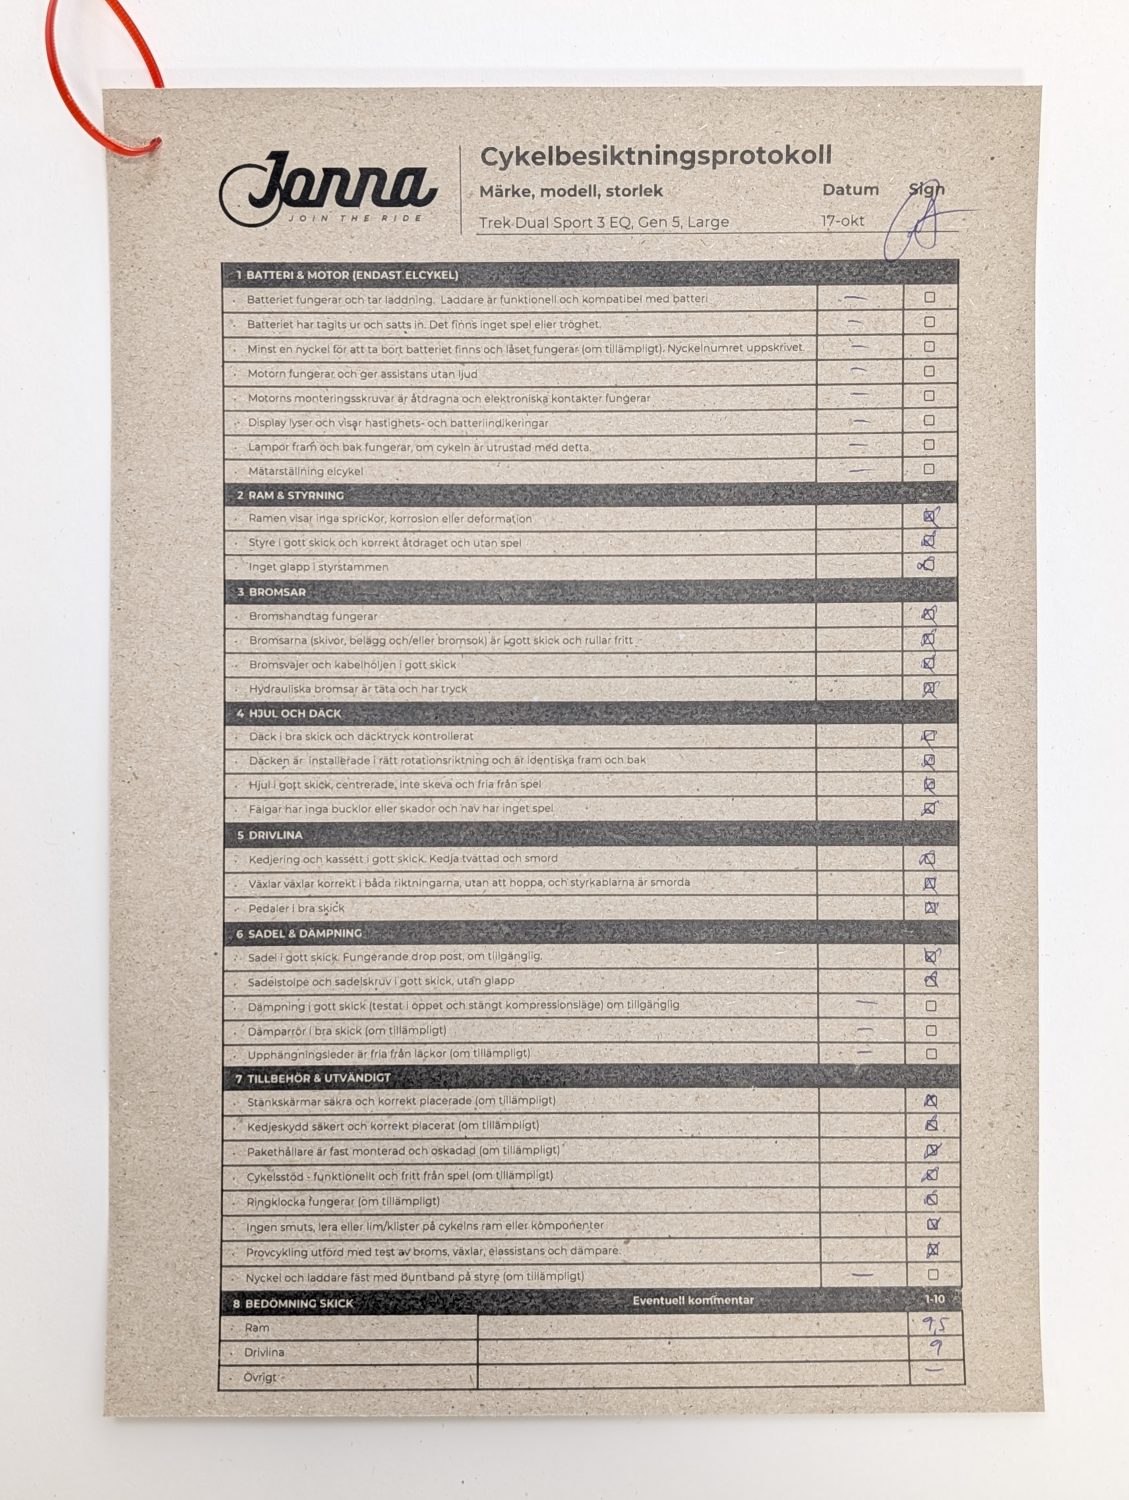 Jonna
JOIN THE RIDE
Cykelbesiktningsprotokoll
Märke, modell, storlek Datum Sign
Trek Dual Sport 3 EQ, Gen 5, Large 17-okt
1 BATTERI & MOTOR (ENDAST ELCYKEL)
Batteriet fungerar och tar laddning. Laddare är funktionell och kompatibel med batteri —
Batteriet har tagits ur och satts in. Det finns inget spel eller tröghet. —
Minst en nyckel för att ta bort batteriet finns och låset fungerar (om tillämpligt). Nyckelnumret uppskrivet. —
Motorn fungerar och ger assistans utan ljud —
Motorns monteringsskruvar är åtdragna och elektroniska kontakter fungerar —
Display lyser och visar hastighets- och batteriindikeringar —
Lampor fram och bak fungerar, om cykeln är utrustad med detta. —
Mätarställning elcykel —
2 RAM & STYRNING
Ramen visar inga sprickor, korrosion eller deformation
Styre i gott skick och korrekt åtdraget och utan spel
Inget glapp i styrstammen
3 BROMSAR
Bromshandtag fungerar
Bromsarna (skivor, belägg och/eller bromsok) är i gott skick och rullar fritt
Bromsvajer och kabelhöljen i gott skick
Hydrauliska bromsar är täta och har tryck
4 HJUL OCH DÄCK
Däck i bra skick och däcktryck kontrollerat
Däcken är installerade i rätt rotationsriktning och är identiska fram och bak
Hjul i gott skick, centrerade, inte skeva och fria från spel
Fälgar har inga bucklor eller skador och nav har inget spel
5 DRIVLINA
Kedjering och kassett i gott skick. Kedja tvättad och smord
Växlar växlar korrekt i båda riktningarna, utan att hoppa, och styrkablarna är smorda
Pedaler i bra skick
6 SADEL & DÄMPNING
Sadel i gott skick. Fungerande drop post, om tillgänglig.
Sadelstolpe och sadelskruv i gott skick, utan glapp
Dämpning i gott skick (testat i öppet och stängt kompressionsläge) om tillgänglig —
Dämparrör i bra skick (om tillämpligt) —
Upphängningsleder är fria från läckor (om tillämpligt) —
7 TILLBEHÖR & UTVÄNDIGT
Stänkskärmar säkra och korrekt placerade (om tillämpligt)
Kedjeskydd säkert och korrekt placerat (om tillämpligt)
Pakethållare är fast monterad och oskadad (om tillämpligt)
Cykelsstöd - funktionellt och fritt från spel (om tillämpligt)
Ringklocka fungerar (om tillämpligt)
Ingen smuts, lera eller lim/klister på cykelns ram eller komponenter
Provcykling utförd med test av broms, växlar, elassistans och dämpare.
Nyckel och laddare fäst med buntband på styre (om tillämpligt) —
8 BEDÖMNING SKICK Eventuell kommentar 1-10
Ram 9,5
Drivlina 9
Övrigt —